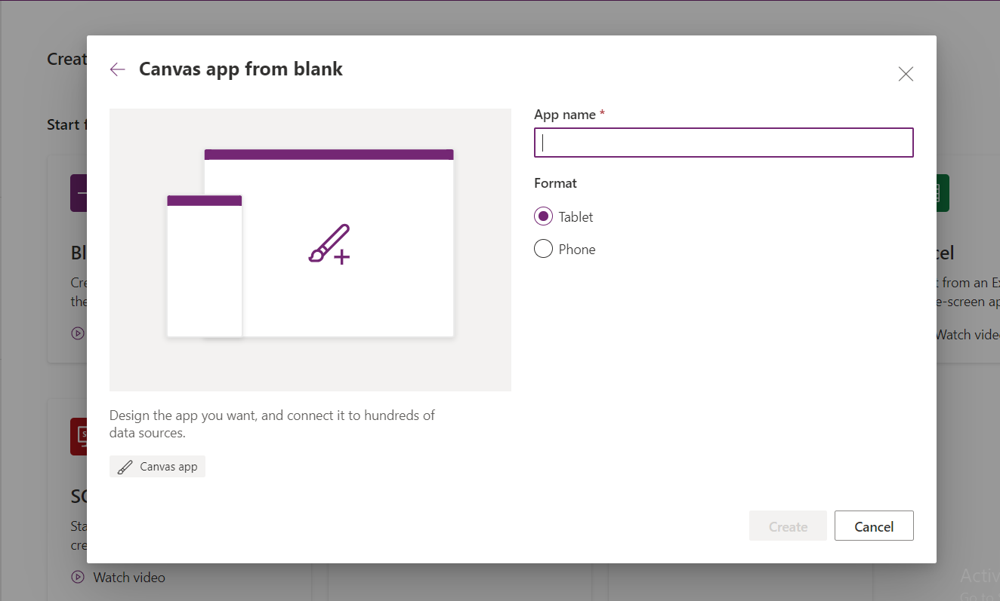 Creat
Canvas app from blank
Start f
App name *
Format
Tablet
Phone
Bl
Cre
the
cel
t from an Ex
e-screen ap
Watch vide
Design the app you want, and connect it to hundreds of
data sources.
Canvas app
SQ
Sta
cre
Watch video
Create
Cancel
Activ
Go to